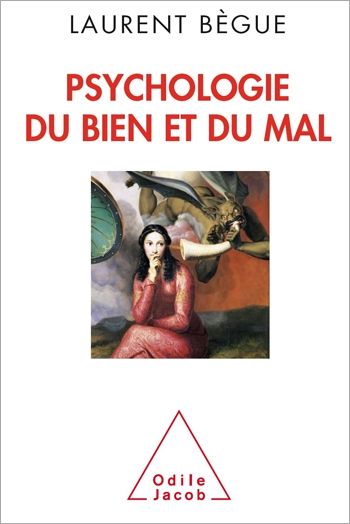 LAURENT BÈGUE
PSYCHOLOGIE
DU BIEN ET DU MAL
Odile
Jacob